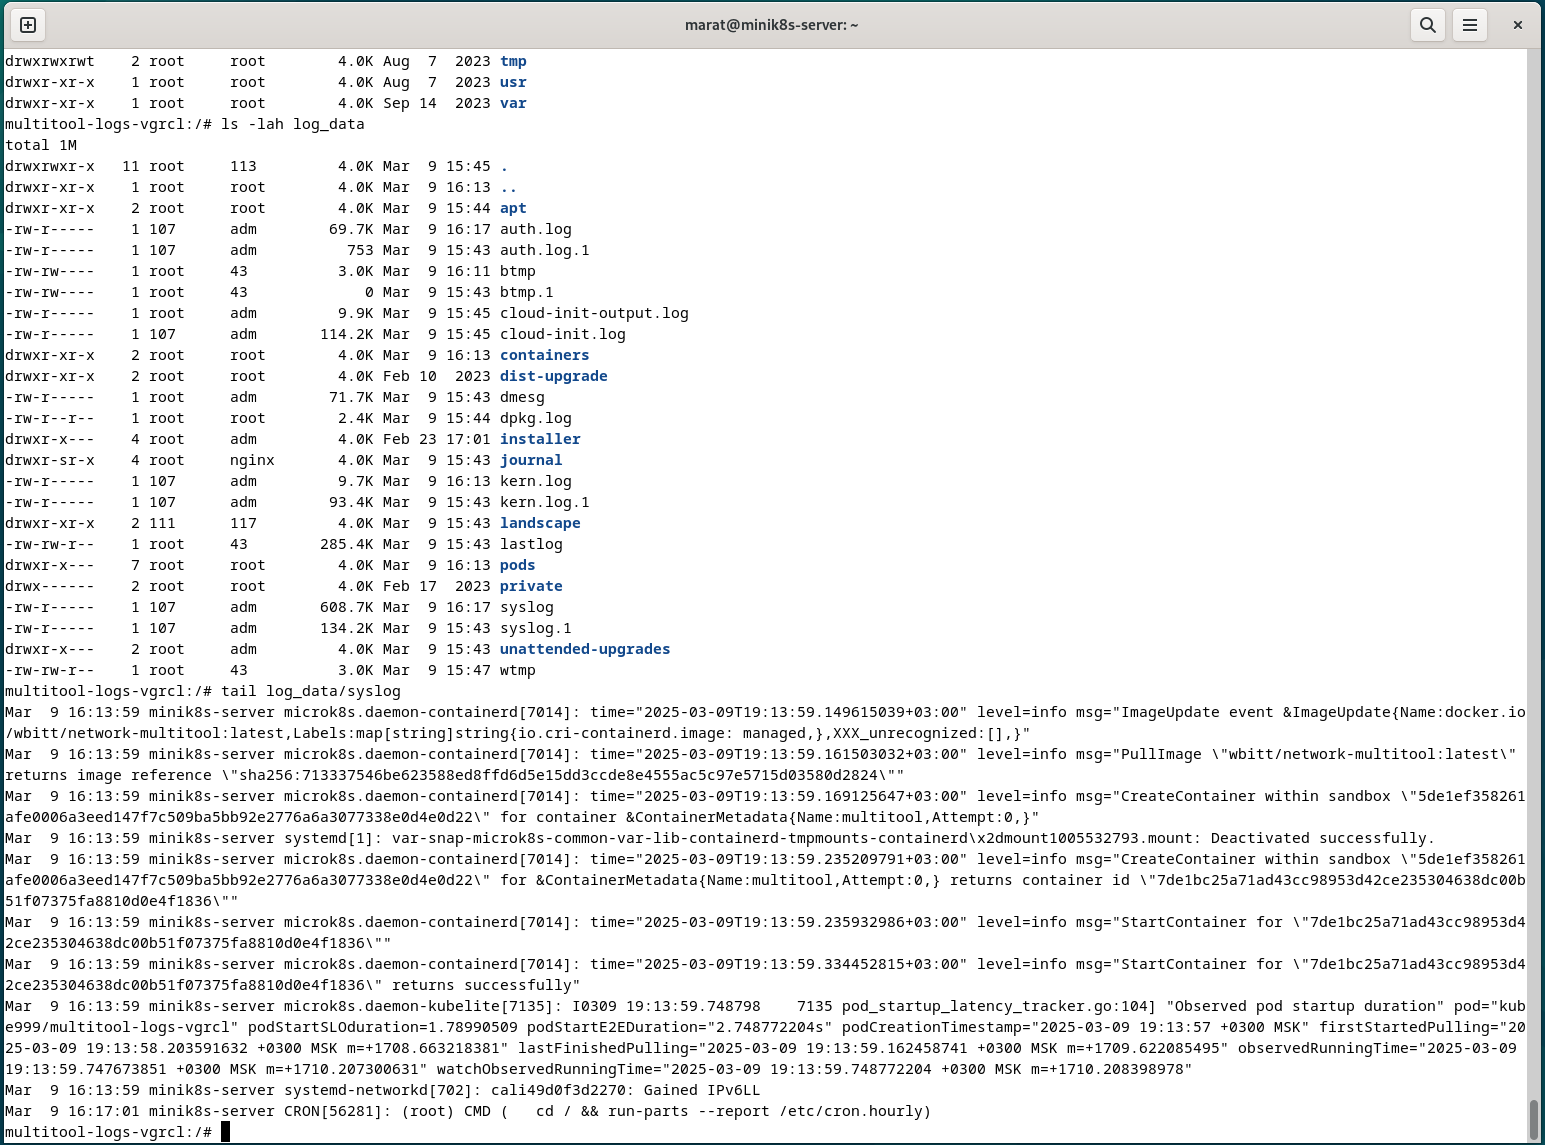 marat@minik8s-server: ~
drwxrwxrwt    2 root     root        4.0K Aug  7  2023 tmp
drwxr-xr-x    1 root     root        4.0K Aug  7  2023 usr
drwxr-xr-x    1 root     root        4.0K Sep 14  2023 var
multitool-logs-vgrcl:/# ls -lah log_data
total 1M
drwxrwxr-x   11 root     113         4.0K Mar  9 15:45 .
drwxr-xr-x    1 root     root        4.0K Mar  9 16:13 ..
drwxr-xr-x    2 root     root        4.0K Mar  9 15:44 apt
-rw-r-----    1 107      adm        69.7K Mar  9 16:17 auth.log
-rw-r-----    1 107      adm          753 Mar  9 15:43 auth.log.1
-rw-rw----    1 root     43          3.0K Mar  9 16:11 btmp
-rw-rw----    1 root     43             0 Mar  9 15:43 btmp.1
-rw-r-----    1 root     adm         9.9K Mar  9 15:45 cloud-init-output.log
-rw-r-----    1 107      adm       114.2K Mar  9 15:45 cloud-init.log
drwxr-xr-x    2 root     root        4.0K Mar  9 16:13 containers
drwxr-xr-x    2 root     root        4.0K Feb 10  2023 dist-upgrade
-rw-r-----    1 root     adm        71.7K Mar  9 15:43 dmesg
-rw-r--r--    1 root     root        2.4K Mar  9 15:44 dpkg.log
drwxr-x---    4 root     adm         4.0K Feb 23 17:01 installer
drwxr-sr-x    4 root     nginx       4.0K Mar  9 15:43 journal
-rw-r-----    1 107      adm         9.7K Mar  9 16:13 kern.log
-rw-r-----    1 107      adm        93.4K Mar  9 15:43 kern.log.1
drwxr-xr-x    2 111      117         4.0K Mar  9 15:43 landscape
-rw-rw-r--    1 root     43        285.4K Mar  9 15:43 lastlog
drwxr-x---    7 root     root        4.0K Mar  9 16:13 pods
drwx------    2 root     root        4.0K Feb 17  2023 private
-rw-r-----    1 107      adm       608.7K Mar  9 16:17 syslog
-rw-r-----    1 107      adm       134.2K Mar  9 15:43 syslog.1
drwxr-x---    2 root     adm         4.0K Mar  9 15:43 unattended-upgrades
-rw-rw-r--    1 root     43          3.0K Mar  9 15:47 wtmp
multitool-logs-vgrcl:/# tail log_data/syslog
Mar  9 16:13:59 minik8s-server microk8s.daemon-containerd[7014]: time="2025-03-09T19:13:59.149615039+03:00" level=info msg="ImageUpdate event &ImageUpdate{Name:docker.io
/wbitt/network-multitool:latest,Labels:map[string]string{io.cri-containerd.image: managed,},XXX_unrecognized:[],}"
Mar  9 16:13:59 minik8s-server microk8s.daemon-containerd[7014]: time="2025-03-09T19:13:59.161503032+03:00" level=info msg="PullImage \"wbitt/network-multitool:latest\"
returns image reference \"sha256:713337546be623588ed8ffd6d5e15dd3ccde8e4555ac5c97e5715d03580d2824\""
Mar  9 16:13:59 minik8s-server microk8s.daemon-containerd[7014]: time="2025-03-09T19:13:59.169125647+03:00" level=info msg="CreateContainer within sandbox \"5de1ef358261
afe0006a3eed147f7c509ba5bb92e2776a6a3077338e0d4e0d22\" for container &ContainerMetadata{Name:multitool,Attempt:0,}"
Mar  9 16:13:59 minik8s-server systemd[1]: var-snap-microk8s-common-var-lib-containerd-tmpmounts-containerd\x2dmount1005532793.mount: Deactivated successfully.
Mar  9 16:13:59 minik8s-server microk8s.daemon-containerd[7014]: time="2025-03-09T19:13:59.235209791+03:00" level=info msg="CreateContainer within sandbox \"5de1ef358261
afe0006a3eed147f7c509ba5bb92e2776a6a3077338e0d4e0d22\" for &ContainerMetadata{Name:multitool,Attempt:0,} returns container id \"7de1bc25a71ad43cc98953d42ce235304638dc00b
51f07375fa8810d0e4f1836\""
Mar  9 16:13:59 minik8s-server microk8s.daemon-containerd[7014]: time="2025-03-09T19:13:59.235932986+03:00" level=info msg="StartContainer for \"7de1bc25a71ad43cc98953d4
2ce235304638dc00b51f07375fa8810d0e4f1836\""
Mar  9 16:13:59 minik8s-server microk8s.daemon-containerd[7014]: time="2025-03-09T19:13:59.334452815+03:00" level=info msg="StartContainer for \"7de1bc25a71ad43cc98953d4
2ce235304638dc00b51f07375fa8810d0e4f1836\" returns successfully"
Mar  9 16:13:59 minik8s-server microk8s.daemon-kubelite[7135]: I0309 19:13:59.748798    7135 pod_startup_latency_tracker.go:104] "Observed pod startup duration" pod="kub
e999/multitool-logs-vgrcl" podStartSLOduration=1.78990509 podStartE2EDuration="2.748772204s" podCreationTimestamp="2025-03-09 19:13:57 +0300 MSK" firstStartedPulling="20
25-03-09 19:13:58.203591632 +0300 MSK m=+1708.663218381" lastFinishedPulling="2025-03-09 19:13:59.162458741 +0300 MSK m=+1709.622085495" observedRunningTime="2025-03-09
19:13:59.747673851 +0300 MSK m=+1710.207300631" watchObservedRunningTime="2025-03-09 19:13:59.748772204 +0300 MSK m=+1710.208398978"
Mar  9 16:13:59 minik8s-server systemd-networkd[702]: cali49d0f3d2270: Gained IPv6LL
Mar  9 16:17:01 minik8s-server CRON[56281]: (root) CMD (   cd / && run-parts --report /etc/cron.hourly)
multitool-logs-vgrcl:/#